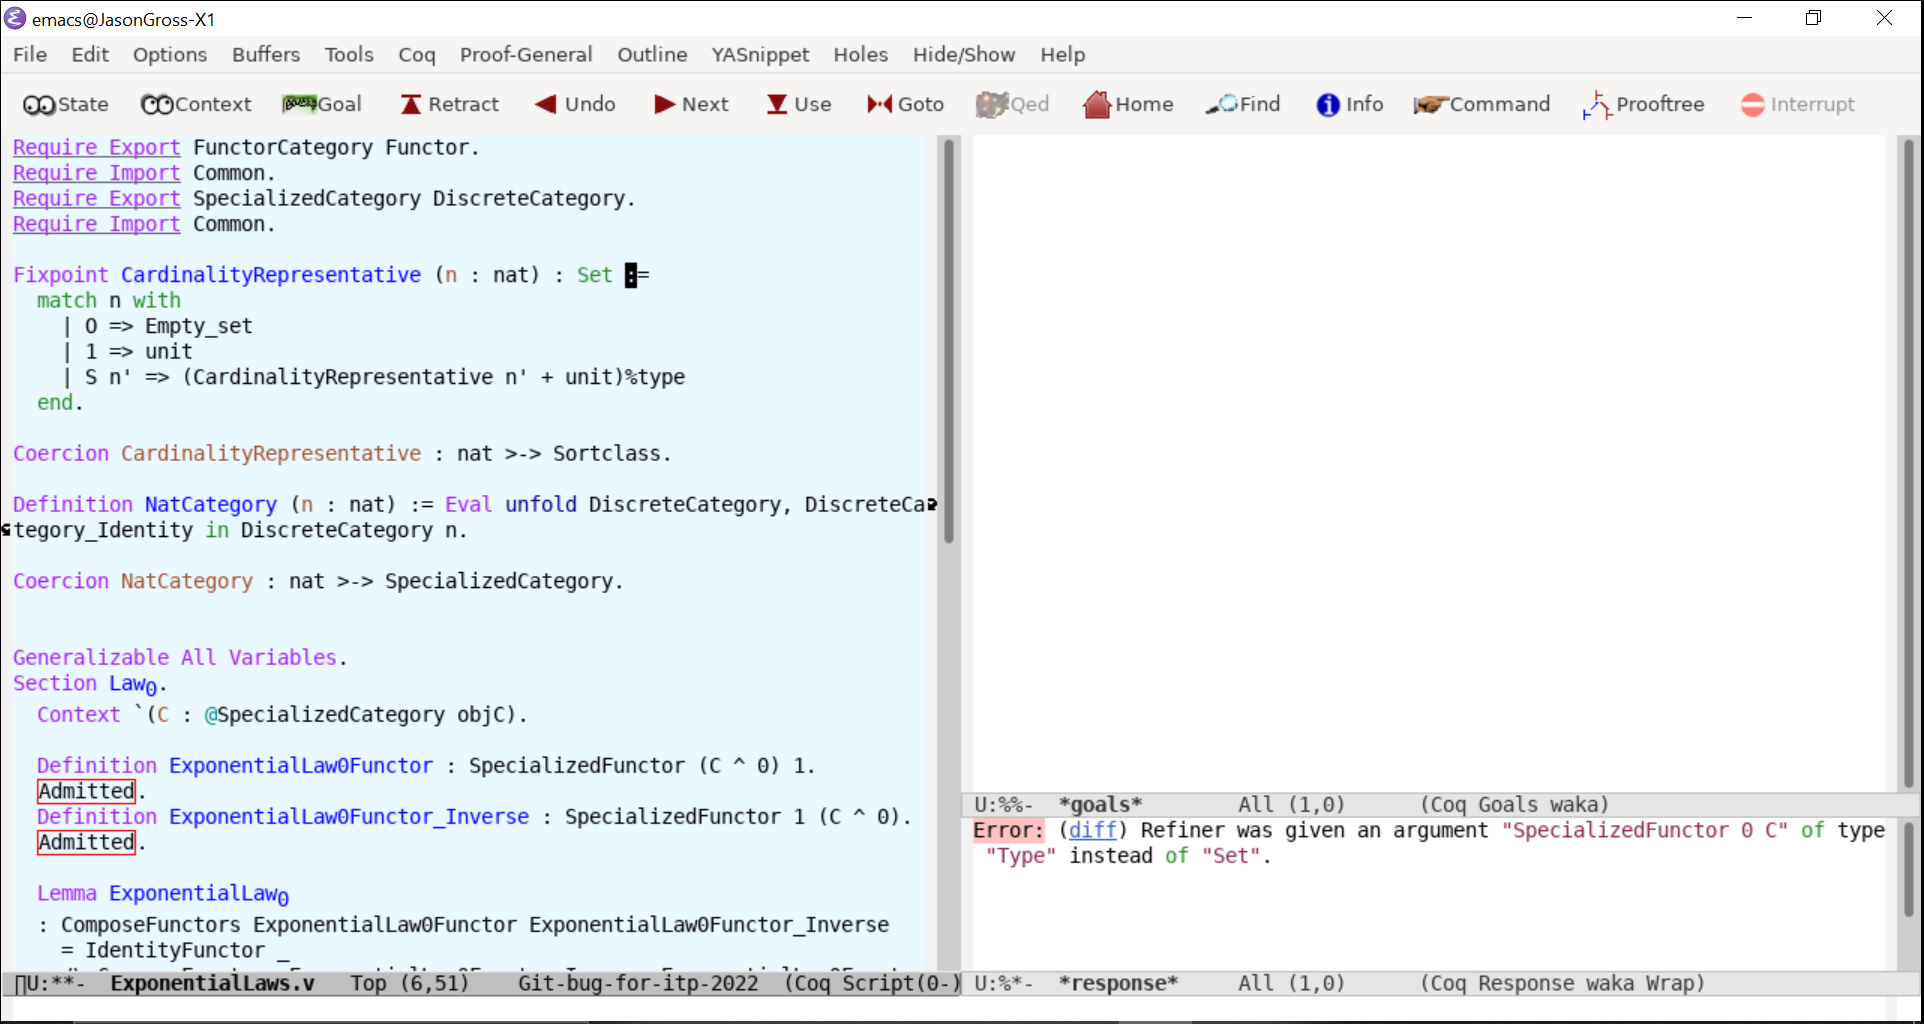 emacs@JasonGross-X1
File Edit Options Buffers Tools Coq Proof-General Outline YASnippet Holes Hide/Show Help
State Context Goal Retract Undo Next Use Goto Qed Home Find Info Command Prooftree Interrupt
Require Export FunctorCategory Functor.
Require Import Common.
Require Export SpecializedCategory DiscreteCategory.
Require Import Common.
Fixpoint CardinalityRepresentative (n : nat) : Set :=
  match n with
    | O => Empty_set
    | 1 => unit
    | S n' => (CardinalityRepresentative n' + unit)%type
  end.
Coercion CardinalityRepresentative : nat >-> Sortclass.
Definition NatCategory (n : nat) := Eval unfold DiscreteCategory, DiscreteCa
tegory_Identity in DiscreteCategory n.
Coercion NatCategory : nat >-> SpecializedCategory.
Generalizable All Variables.
Section Law0.
  Context `(C : @SpecializedCategory objC).
  Definition ExponentialLaw0Functor : SpecializedFunctor (C ^ 0) 1.
  Admitted.
  Definition ExponentialLaw0Functor_Inverse : SpecializedFunctor 1 (C ^ 0).
  Admitted.
  Lemma ExponentialLaw0
  : ComposeFunctors ExponentialLaw0Functor ExponentialLaw0Functor_Inverse
    = IdentityFunctor _
U:**-  ExponentialLaws.v   Top (6,51)    Git-bug-for-itp-2022  (Coq Script(0-)
U:%%-  *goals*        All (1,0)      (Coq Goals waka)
Error: (diff) Refiner was given an argument "SpecializedFunctor 0 C" of type
 "Type" instead of "Set".
U:%*-  *response*     All (1,0)      (Coq Response waka Wrap)